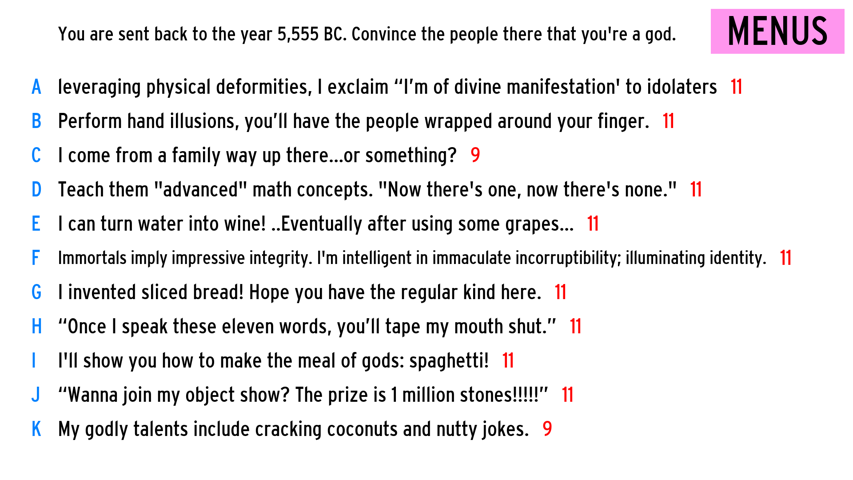 You are sent back to the year 5,555 BC. Convince the people there that you're a god. MENUS
A leveraging physical deformities, I exclaim “I’m of divine manifestation' to idolaters 11
B Perform hand illusions, you’ll have the people wrapped around your finger. 11
C I come from a family way up there...or something? 9
D Teach them "advanced" math concepts. "Now there's one, now there's none." 11
E I can turn water into wine! ..Eventually after using some grapes... 11
F Immortals imply impressive integrity. I'm intelligent in immaculate incorruptibility; illuminating identity. 11
G I invented sliced bread! Hope you have the regular kind here. 11
H “Once I speak these eleven words, you’ll tape my mouth shut.” 11
I I'll show you how to make the meal of gods: spaghetti! 11
J “Wanna join my object show? The prize is 1 million stones!!!!!” 11
K My godly talents include cracking coconuts and nutty jokes. 9